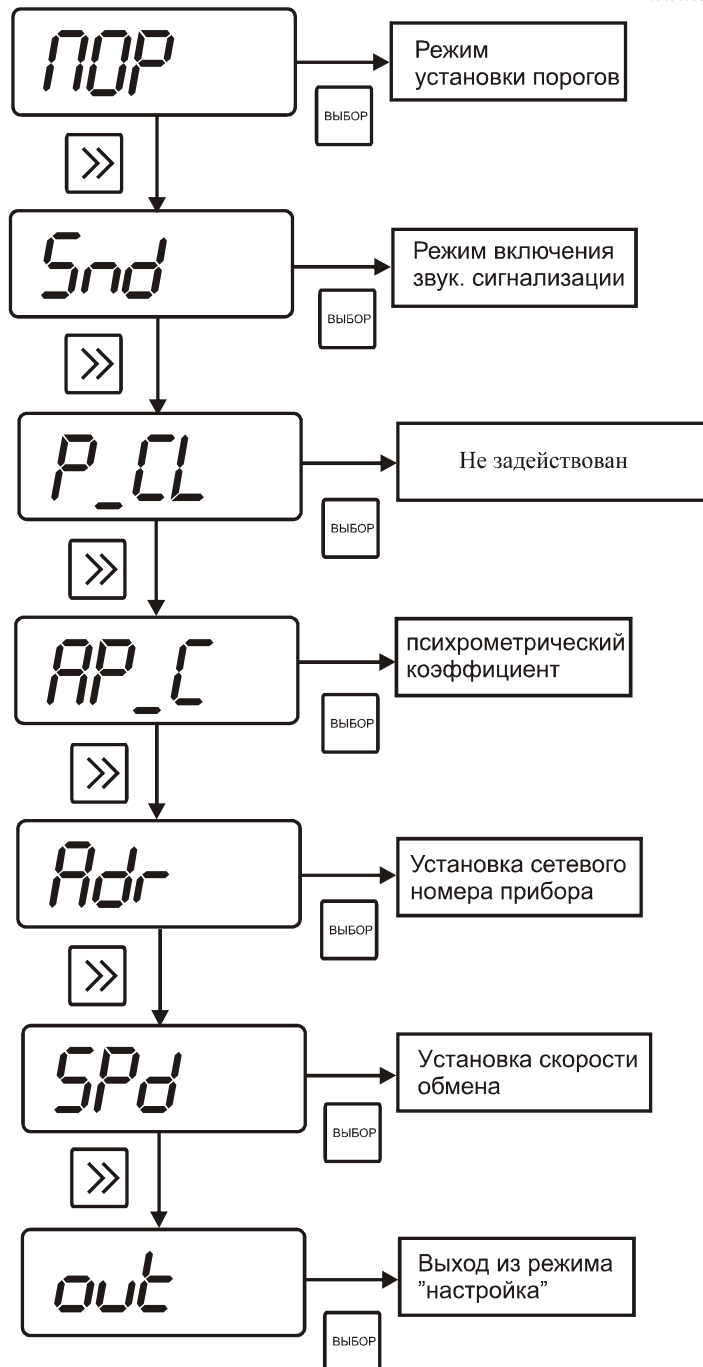 ПОР
Режим
установки порогов
ВЫБОР
>>
Snd
Режим включения
звук. сигнализации
ВЫБОР
>>
P_CL
Не задействован
ВЫБОР
>>
AP_C
психрометрический
коэффициент
ВЫБОР
>>
Adr
Установка сетевого
номера прибора
ВЫБОР
>>
SPd
Установка скорости
обмена
ВЫБОР
>>
out
Выход из режима
"настройка"
ВЫБОР